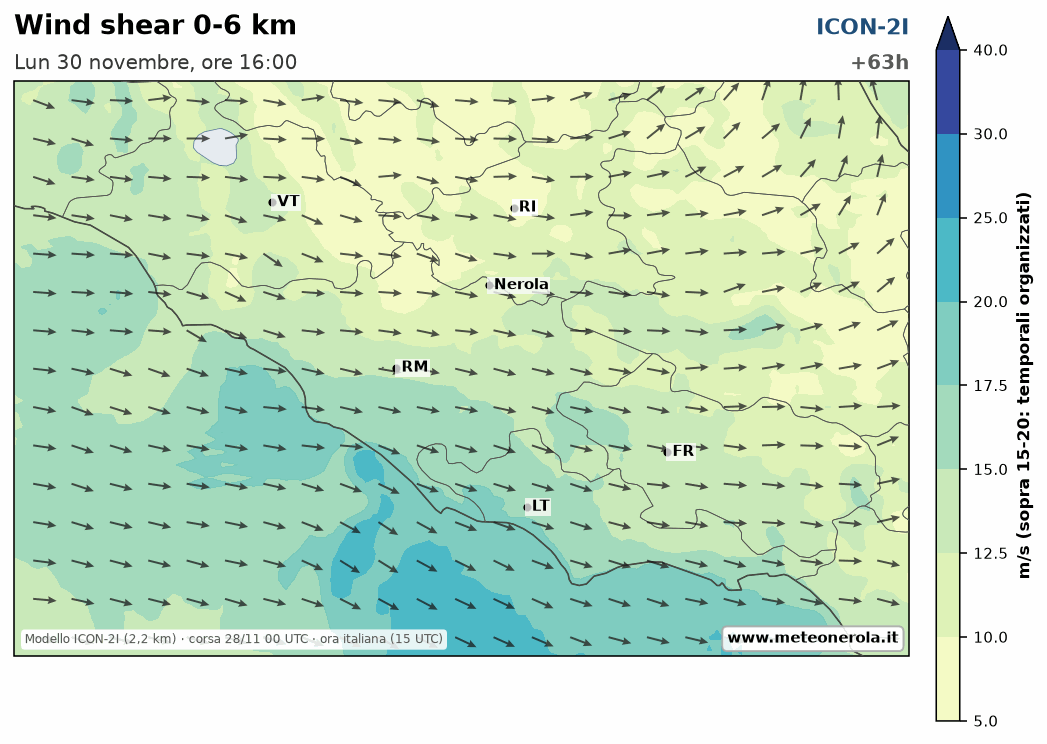 Wind shear 0-6 km
ICON-2I
Lun 30 novembre, ore 16:00
+63h
VT
RI
Nerola
RM
FR
LT
Modello ICON-2I (2,2 km) · corsa 28/11 00 UTC · ora italiana (15 UTC)
www.meteonerola.it
40.0
30.0
25.0
20.0
17.5
15.0
12.5
10.0
5.0
m/s (sopra 15-20: temporali organizzati)